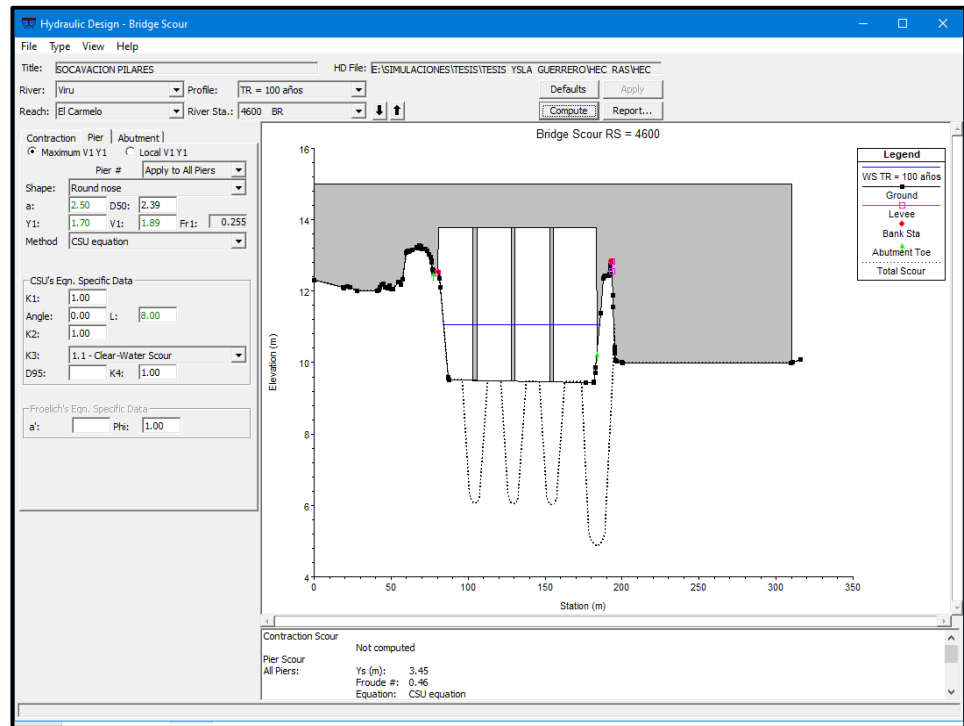 Hydraulic Design - Bridge Scour
File Type View Help
Title: SOCAVACION PILARES HD File: E:\SIMULACIONES\TESIS\TESIS_YSLA_GUERRERO\HEC_RAS\HEC
River: Viru Profile: TR = 100 años Defaults Apply
Reach: El Carmelo River Sta.: 4600 BR Compute Report...
Contraction Pier Abutment
Maximum V1 Y1 Local V1 Y1
Pier # Apply to All Piers
Shape: Round nose
a: 2.50 D50: 2.39
Y1: 1.70 V1: 1.89 Fr1: 0.255
Method CSU equation
CSU's Eqn. Specific Data
K1: 1.00
Angle: 0.00 L: 8.00
K2: 1.00
K3: 1.1 - Clear-Water Scour
D95: K4: 1.00
Froelich's Eqn. Specific Data
a': Phi: 1.00
Bridge Scour RS = 4600
16
14
12
10
8
6
4
Elevation (m)
0 50 100 150 200 250 300 350
Station (m)
Legend
WS TR = 100 años
Ground
Levee
Bank Sta
Abutment Toe
Total Scour
Contraction Scour
Not computed
Pier Scour
All Piers: Ys (m): 3.45
Froude #: 0.46
Equation: CSU equation